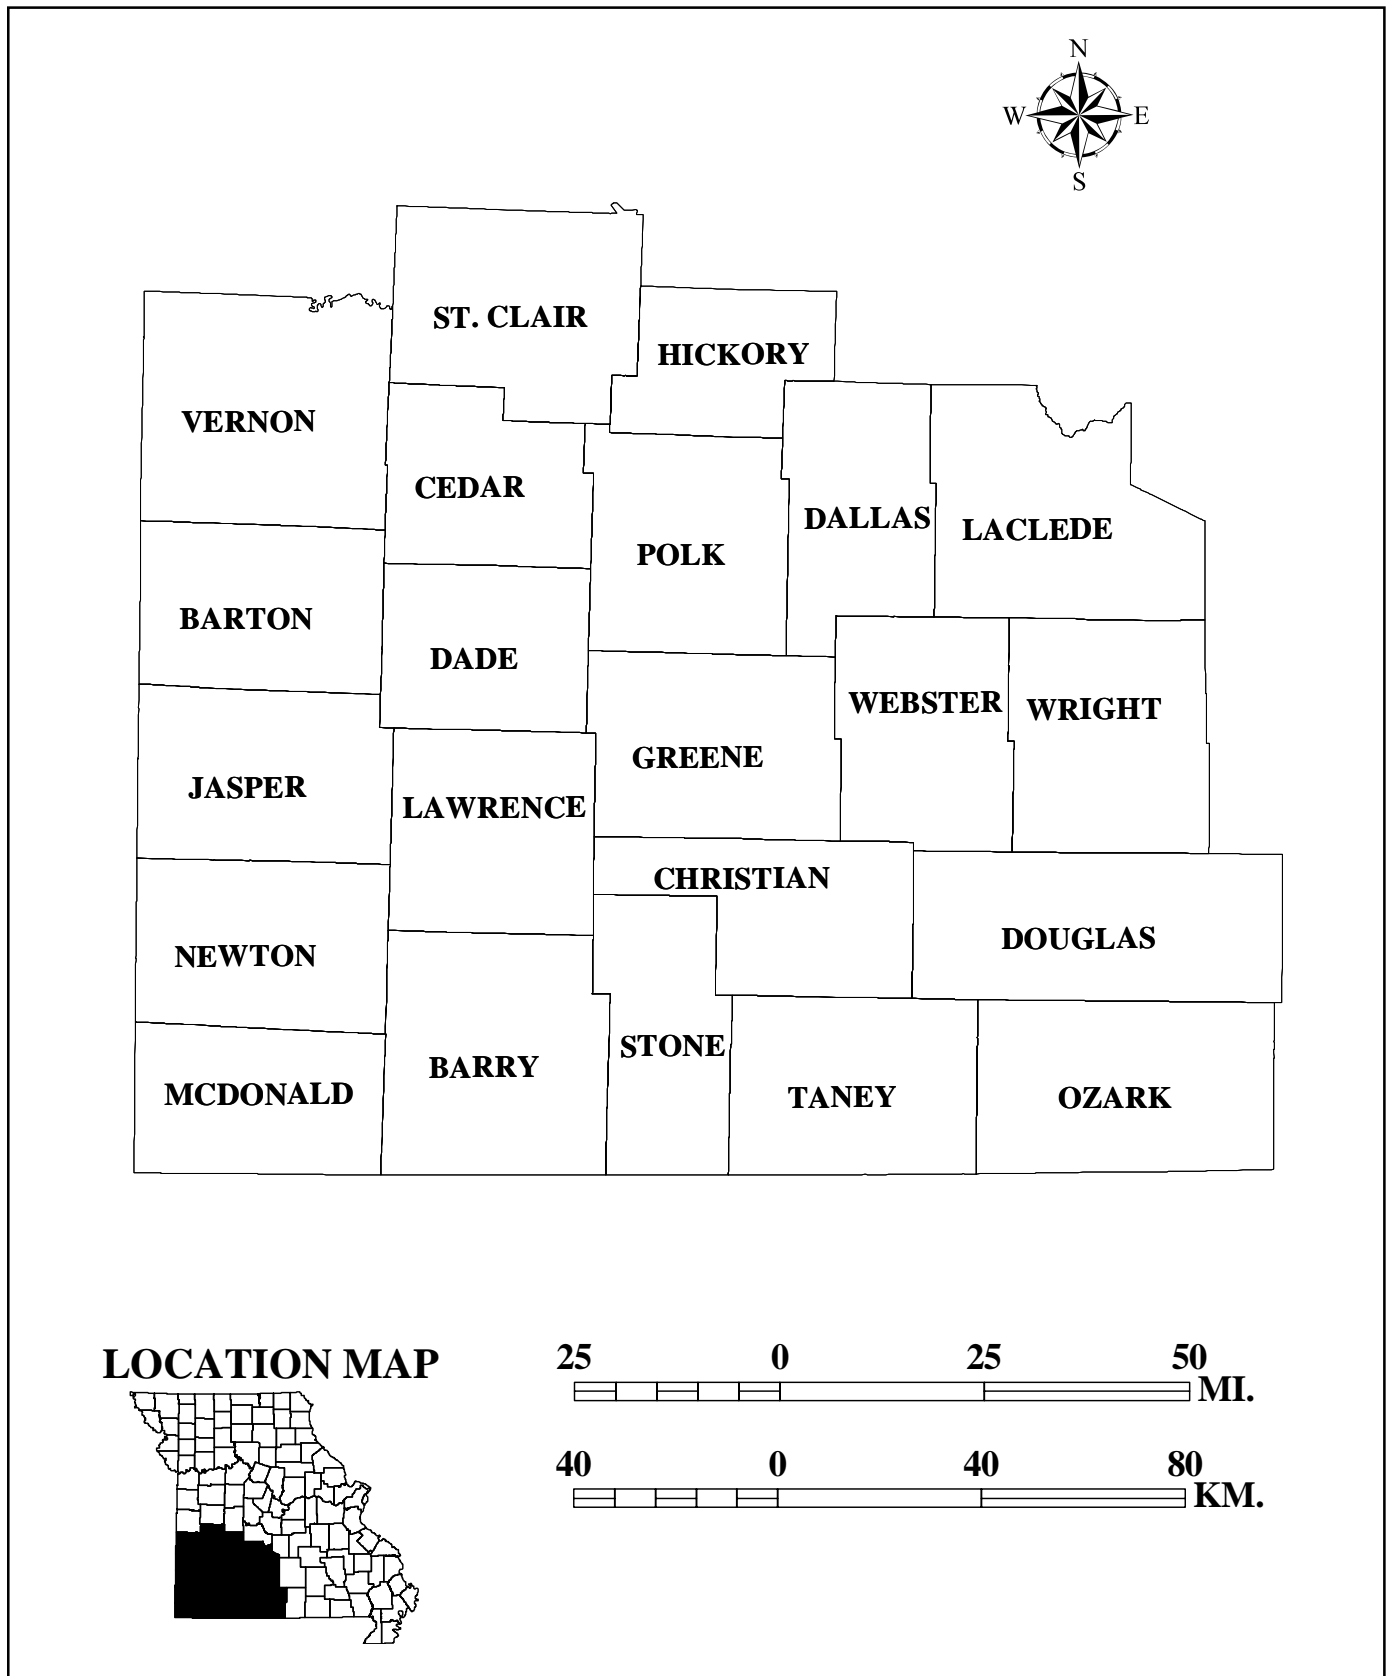 N
W E
S
ST. CLAIR
HICKORY
VERNON
CEDAR
DALLAS
LACLEDE
POLK
BARTON
DADE
WEBSTER
WRIGHT
GREENE
JASPER
LAWRENCE
CHRISTIAN
DOUGLAS
NEWTON
STONE
BARRY
MCDONALD
TANEY
OZARK
LOCATION MAP
25 0 25 50
MI.
40 0 40 80
KM.